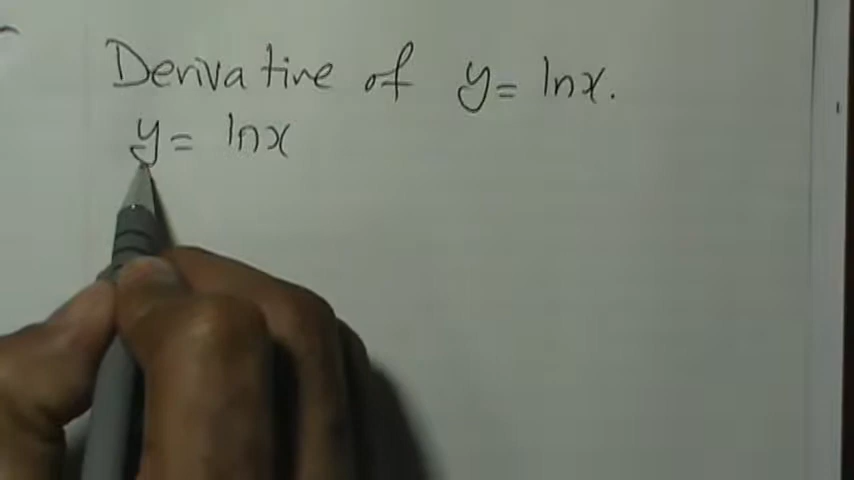 Derivative of y = lnx.
y = lnx